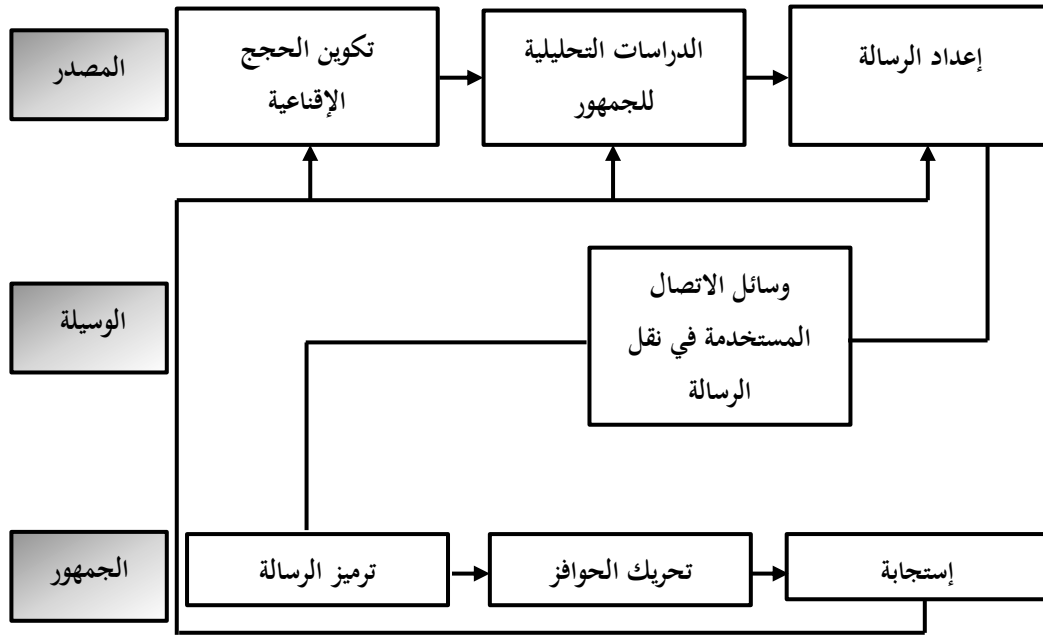 المصدر
تكوين الحجج
الإقناعية
الدراسات التحليلية
للجمهور
إعداد الرسالة
الوسيلة
وسائل الاتصال
المستخدمة في نقل
الرسالة
الجمهور
ترميز الرسالة
تحريك الحوافز
إستجابة